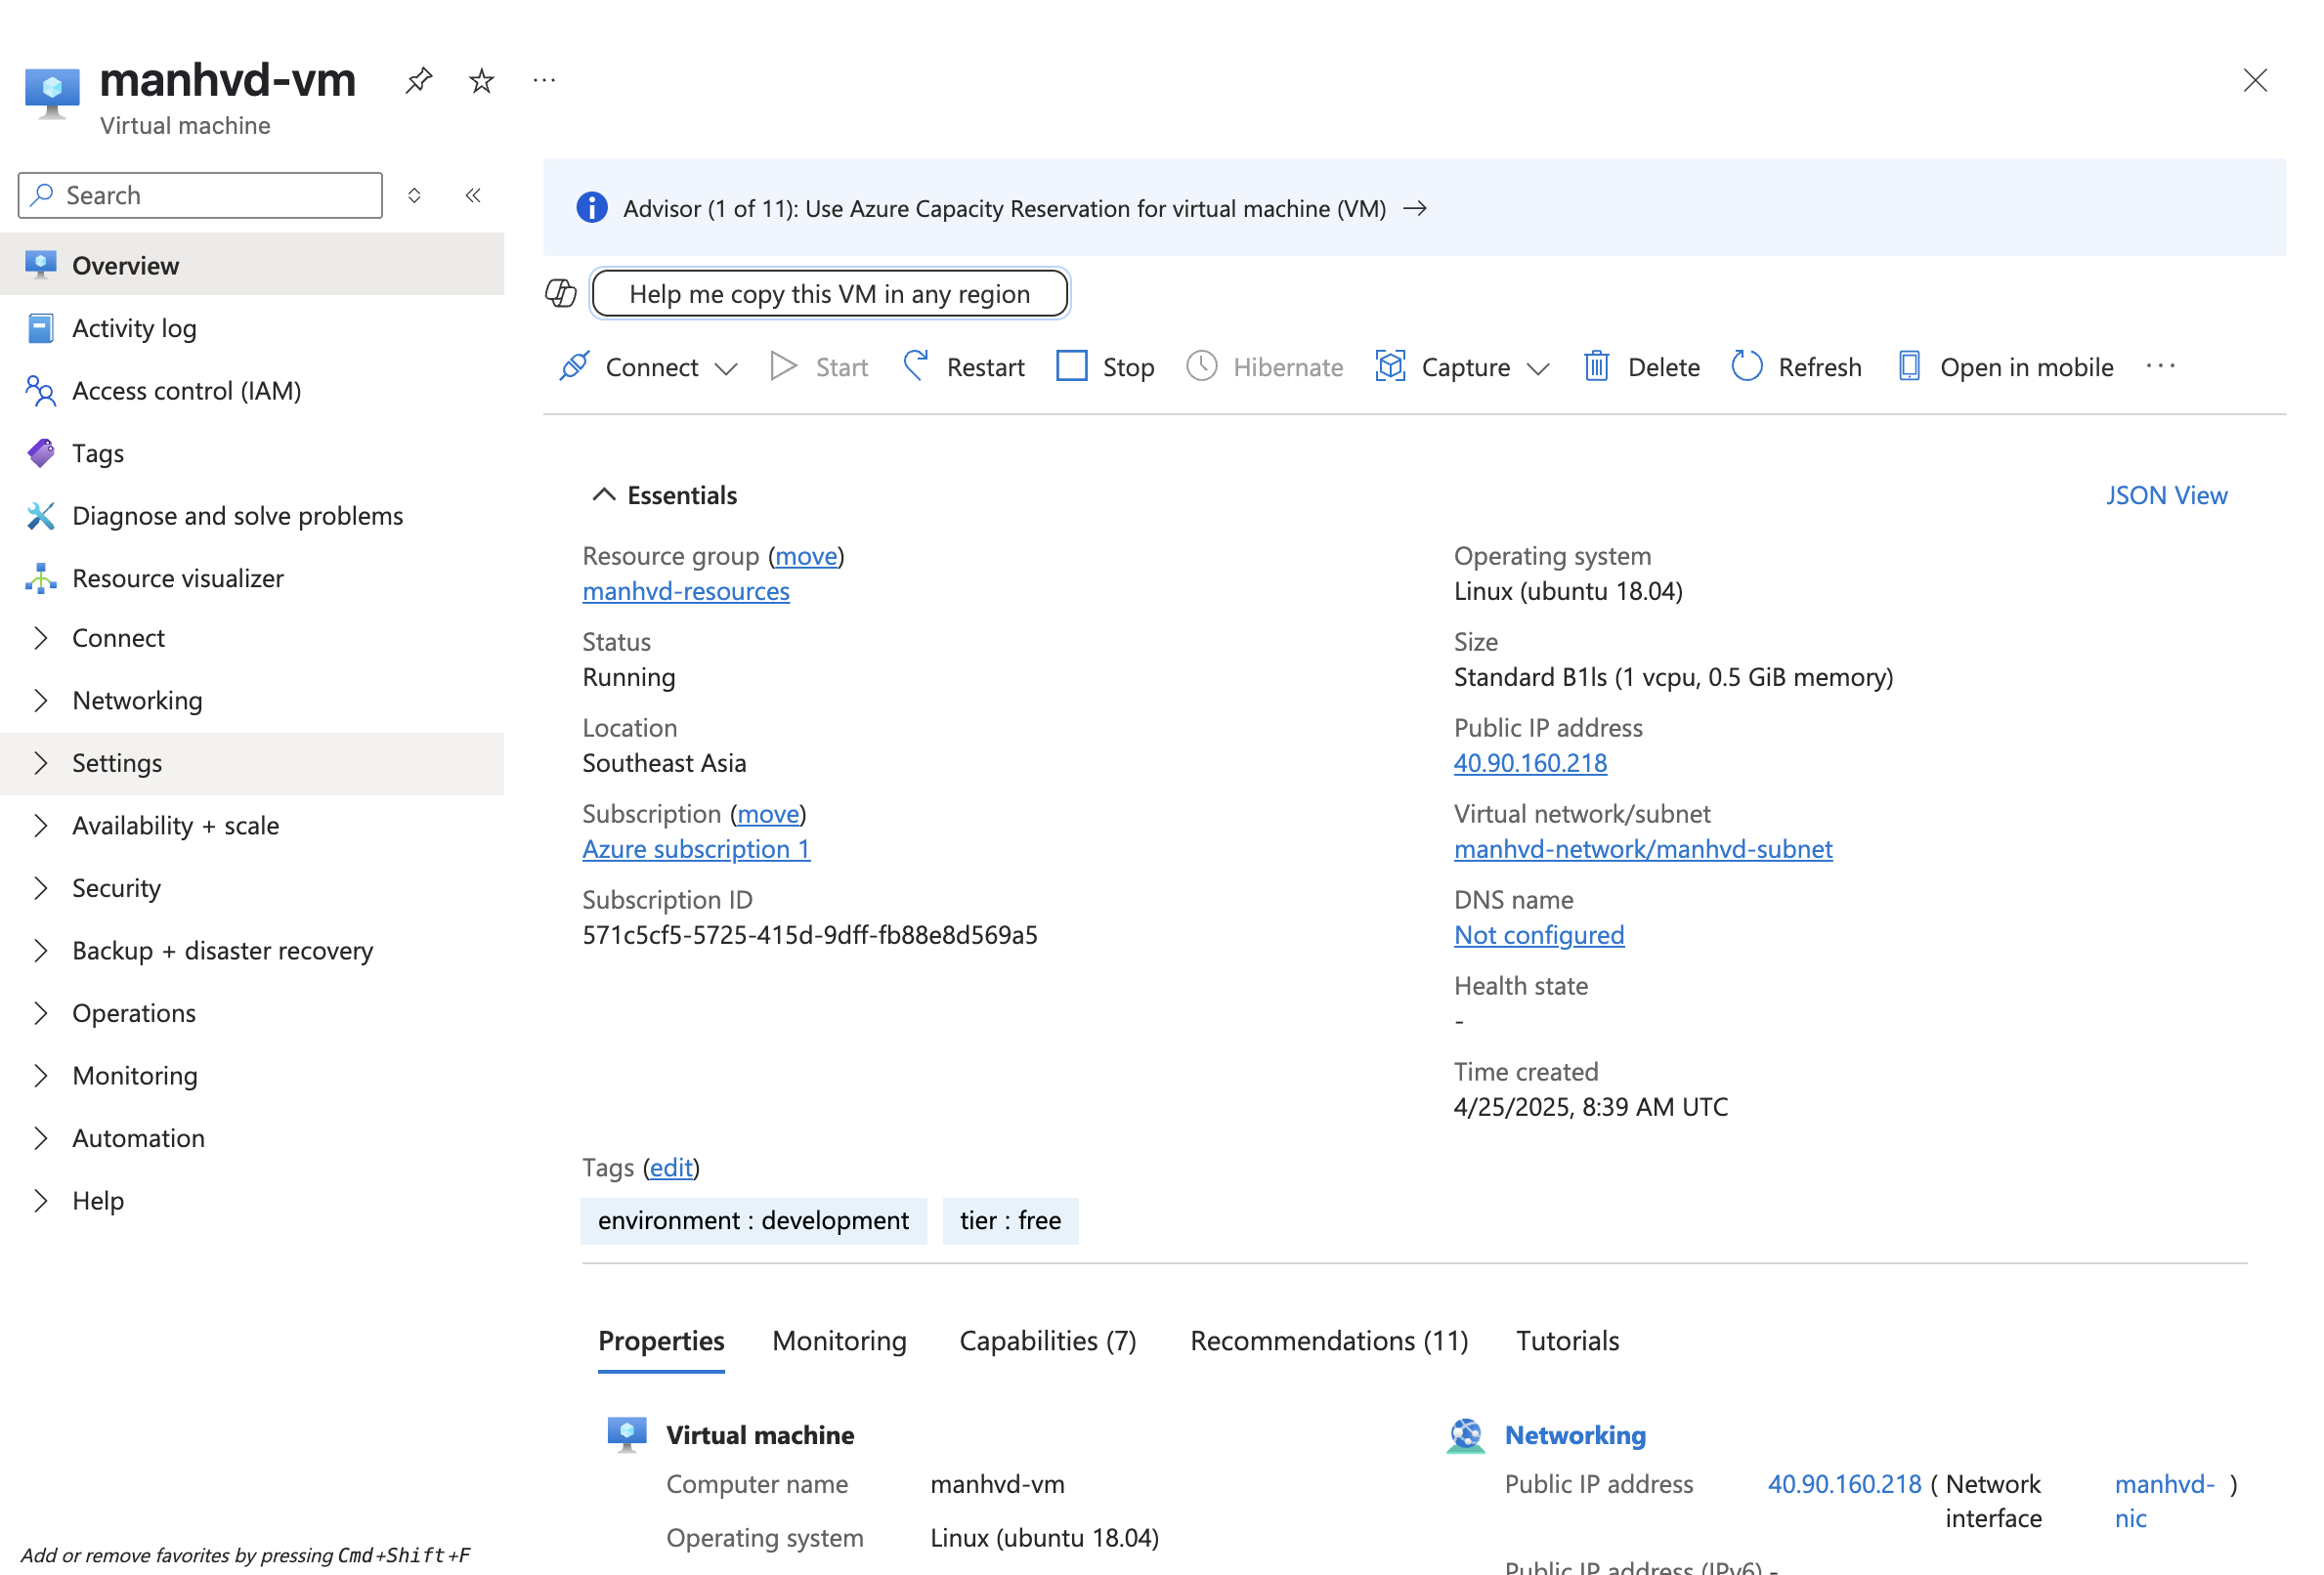 manhvd-vm
Virtual machine
Search
Overview
Activity log
Access control (IAM)
Tags
Diagnose and solve problems
Resource visualizer
Connect
Networking
Settings
Availability + scale
Security
Backup + disaster recovery
Operations
Monitoring
Automation
Help
Add or remove favorites by pressing Cmd+Shift+F
Advisor (1 of 11): Use Azure Capacity Reservation for virtual machine (VM) →
Help me copy this VM in any region
Connect Start Restart Stop Hibernate Capture Delete Refresh Open in mobile
Essentials
JSON View
Resource group (move)
manhvd-resources
Status
Running
Location
Southeast Asia
Subscription (move)
Azure subscription 1
Subscription ID
571c5cf5-5725-415d-9dff-fb88e8d569a5
Operating system
Linux (ubuntu 18.04)
Size
Standard B1ls (1 vcpu, 0.5 GiB memory)
Public IP address
40.90.160.218
Virtual network/subnet
manhvd-network/manhvd-subnet
DNS name
Not configured
Health state
-
Time created
4/25/2025, 8:39 AM UTC
Tags (edit)
environment : development
tier : free
Properties Monitoring Capabilities (7) Recommendations (11) Tutorials
Virtual machine
Computer name manhvd-vm
Operating system Linux (ubuntu 18.04)
Networking
Public IP address 40.90.160.218 ( Network interface manhvd-nic )
Public IP address (IPv6) -